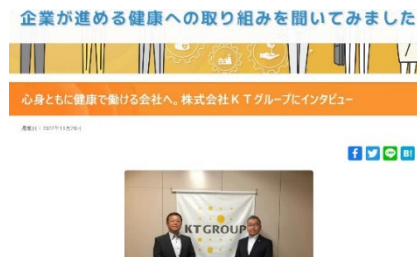 企業が進める健康への取り組みを聞いてみました
心身ともに健康で働ける会社へ。株式会社KTグループにインタビュー
KTGROUP